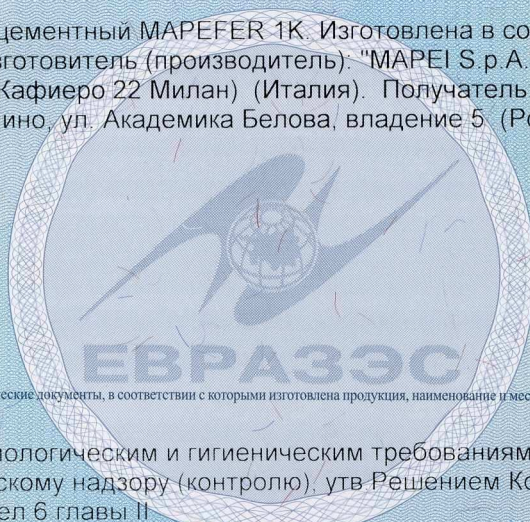 цементный MAPEFER 1K. Изготовлена в со
зготовитель (производитель): "MAPEI S.p.A.
Кафиеро 22 Милан) (Италия). Получатель
ино, ул. Академика Белова, владение 5 (Ро
ЕВРАЗЭС
еские документы, в соответствии с которыми изготовлена продукция, наименование и мес
иологическим и гигиеническим требованиям
скому надзору (контролю), утв Решением Ко
ел 6 главы II